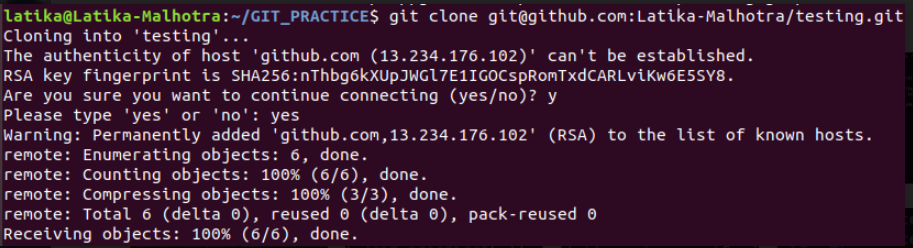 latika@Latika-Malhotra:~/GIT_PRACTICE$ git clone git@github.com:Latika-Malhotra/testing.git
Cloning into 'testing'...
The authenticity of host 'github.com (13.234.176.102)' can't be established.
RSA key fingerprint is SHA256:nThbg6kXUpJWGl7E1IGOCspRomTxdCARLviKw6E5SY8.
Are you sure you want to continue connecting (yes/no)? y
Please type 'yes' or 'no': yes
Warning: Permanently added 'github.com,13.234.176.102' (RSA) to the list of known hosts.
remote: Enumerating objects: 6, done.
remote: Counting objects: 100% (6/6), done.
remote: Compressing objects: 100% (3/3), done.
remote: Total 6 (delta 0), reused 0 (delta 0), pack-reused 0
Receiving objects: 100% (6/6), done.